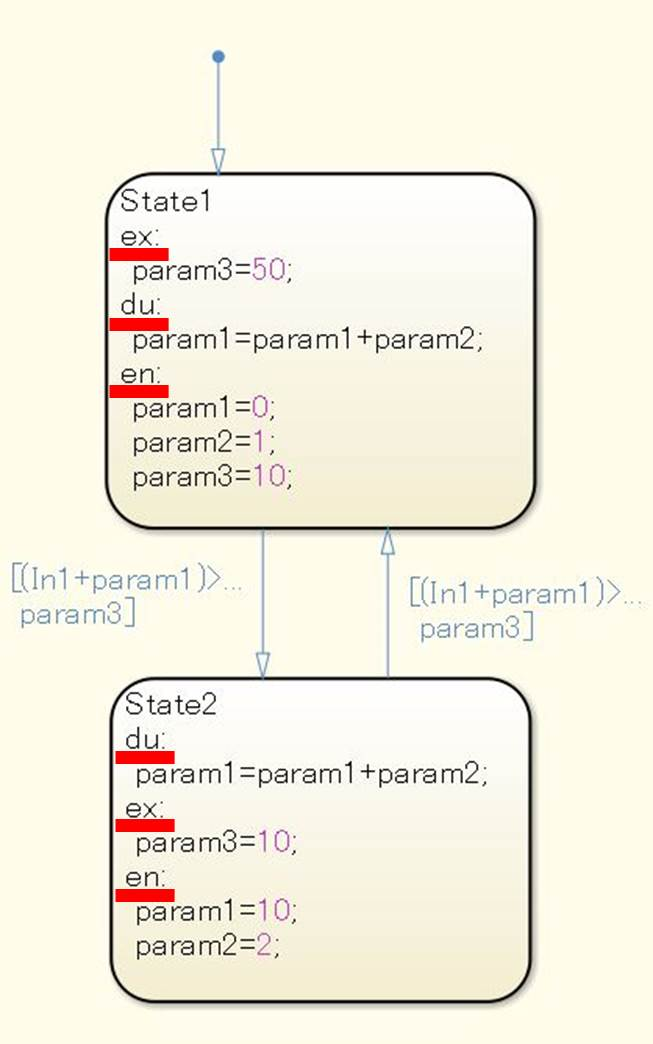 State1
ex:
param3=50;
du:
param1=param1+param2;
en:
param1=0;
param2=1;
param3=10;
[(In1+param1)>...
param3]
[(In1+param1)>...
param3]
State2
du:
param1=param1+param2;
ex:
param3=10;
en:
param1=10;
param2=2;